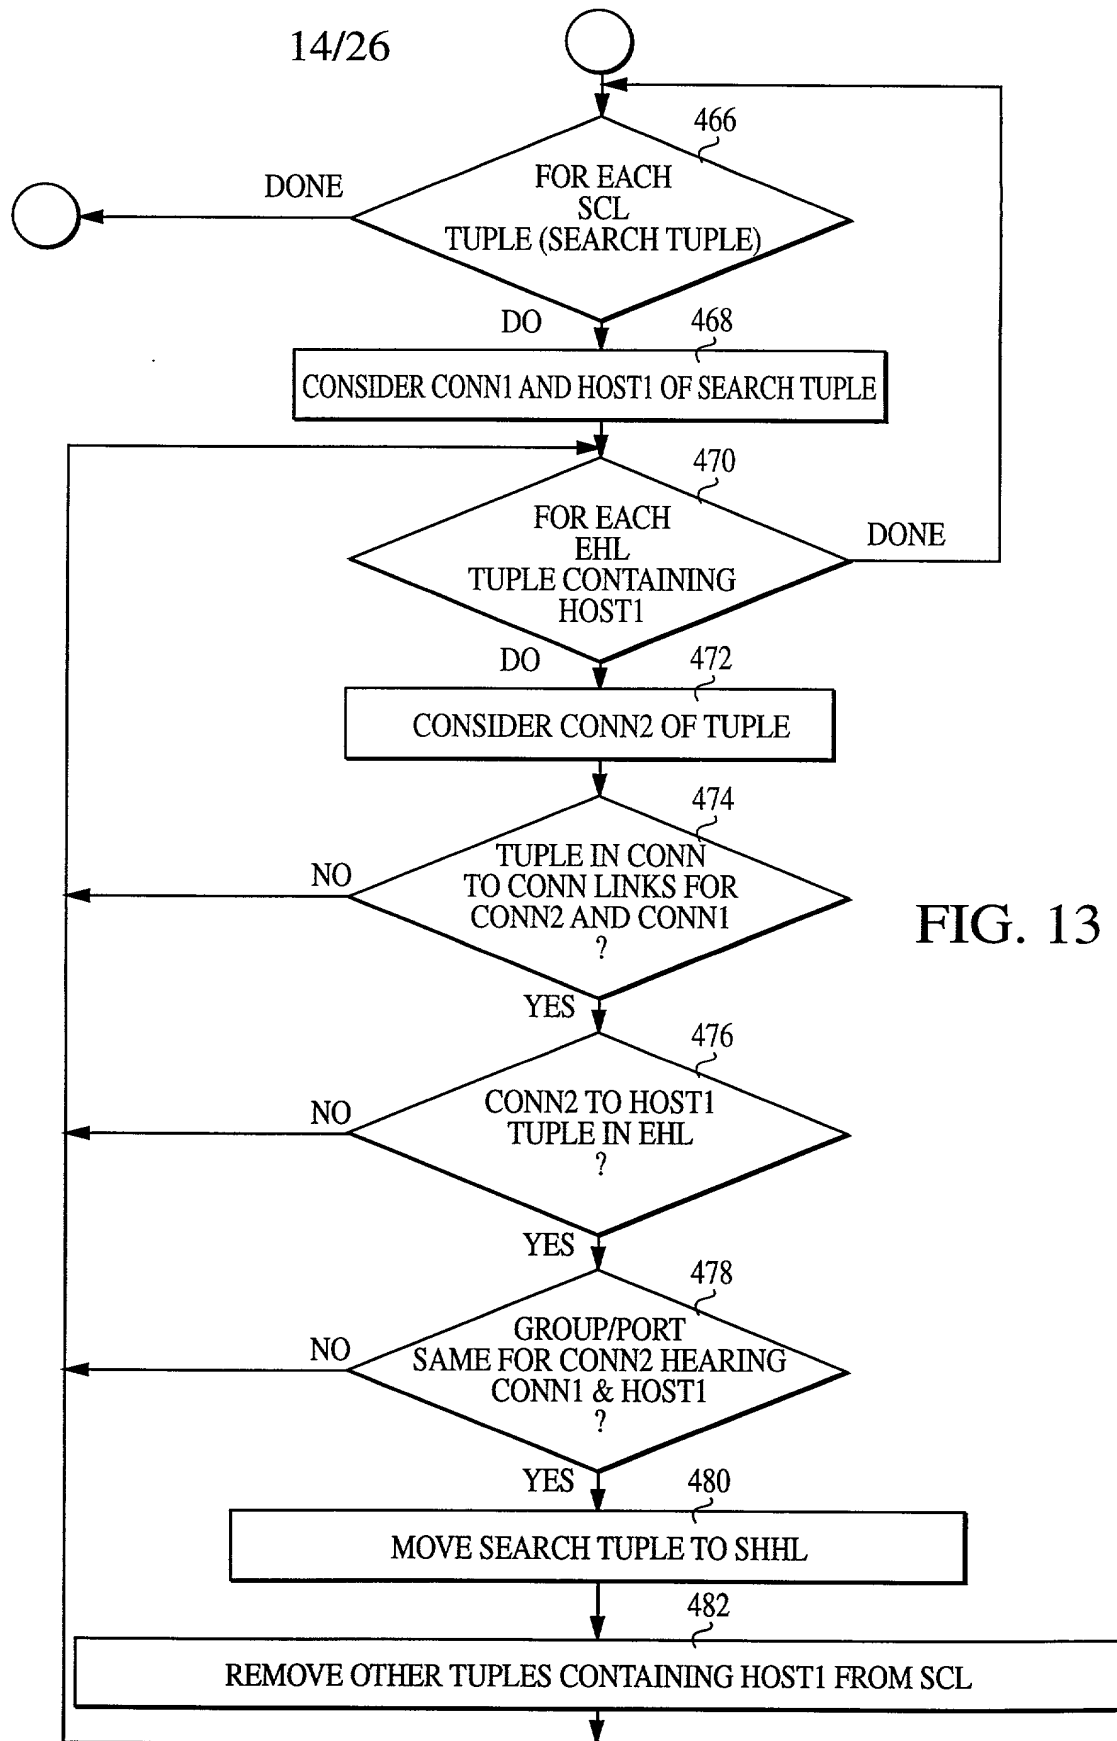 14/26
466
DONE
FOR EACH
SCL
TUPLE (SEARCH TUPLE)
DO
468
CONSIDER CONN1 AND HOST1 OF SEARCH TUPLE
470
FOR EACH
EHL
TUPLE CONTAINING
HOST1
DONE
DO
472
CONSIDER CONN2 OF TUPLE
474
NO
TUPLE IN CONN
TO CONN LINKS FOR
CONN2 AND CONN1
?
FIG. 13
YES
476
NO
CONN2 TO HOST1
TUPLE IN EHL
?
YES
478
NO
GROUP/PORT
SAME FOR CONN2 HEARING
CONN1 & HOST1
?
YES
480
MOVE SEARCH TUPLE TO SHHL
482
REMOVE OTHER TUPLES CONTAINING HOST1 FROM SCL